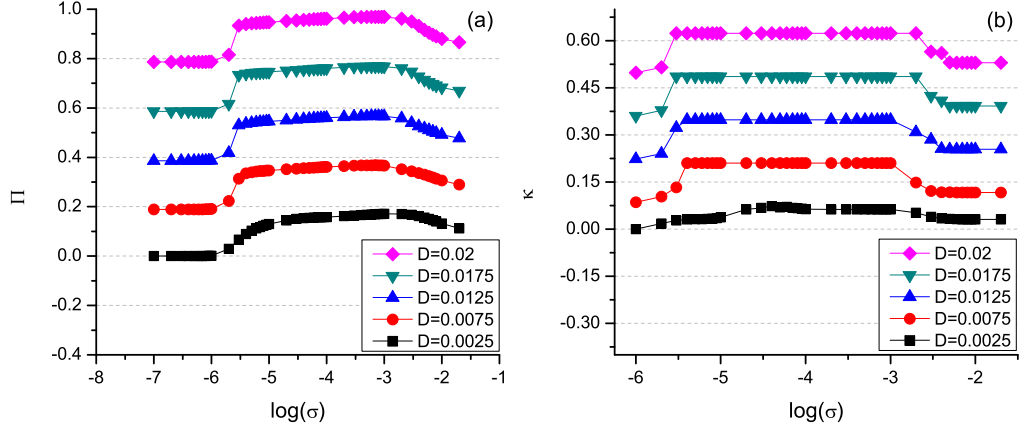 (a)
1.0
0.8
0.6
0.4
0.2
0.0
-0.2
-0.4
Π
-8 -7 -6 -5 -4 -3 -2 -1
log(σ)
D=0.02
D=0.0175
D=0.0125
D=0.0075
D=0.0025
(b)
0.60
0.45
0.30
0.15
0.00
-0.15
-0.30
κ
-6 -5 -4 -3 -2 -1
log(σ)
D=0.02
D=0.0175
D=0.0125
D=0.0075
D=0.0025